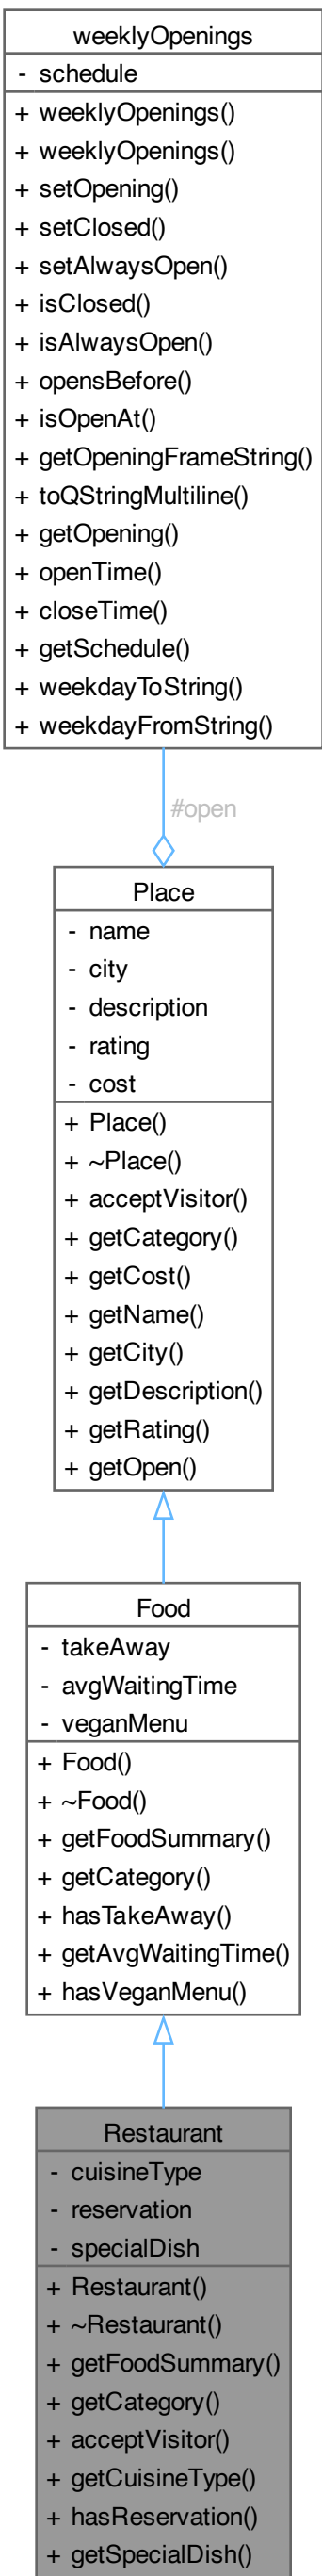 weeklyOpenings
- schedule
+ weeklyOpenings()
+ weeklyOpenings()
+ setOpening()
+ setClosed()
+ setAlwaysOpen()
+ isClosed()
+ isAlwaysOpen()
+ opensBefore()
+ isOpenAt()
+ getOpeningFrameString()
+ toQStringMultiline()
+ getOpening()
+ openTime()
+ closeTime()
+ getSchedule()
+ weekdayToString()
+ weekdayFromString()
#open
Place
- name
- city
- description
- rating
- cost
+ Place()
+ ~Place()
+ acceptVisitor()
+ getCategory()
+ getCost()
+ getName()
+ getCity()
+ getDescription()
+ getRating()
+ getOpen()
Food
- takeAway
- avgWaitingTime
- veganMenu
+ Food()
+ ~Food()
+ getFoodSummary()
+ getCategory()
+ hasTakeAway()
+ getAvgWaitingTime()
+ hasVeganMenu()
Restaurant
- cuisineType
- reservation
- specialDish
+ Restaurant()
+ ~Restaurant()
+ getFoodSummary()
+ getCategory()
+ acceptVisitor()
+ getCuisineType()
+ hasReservation()
+ getSpecialDish()